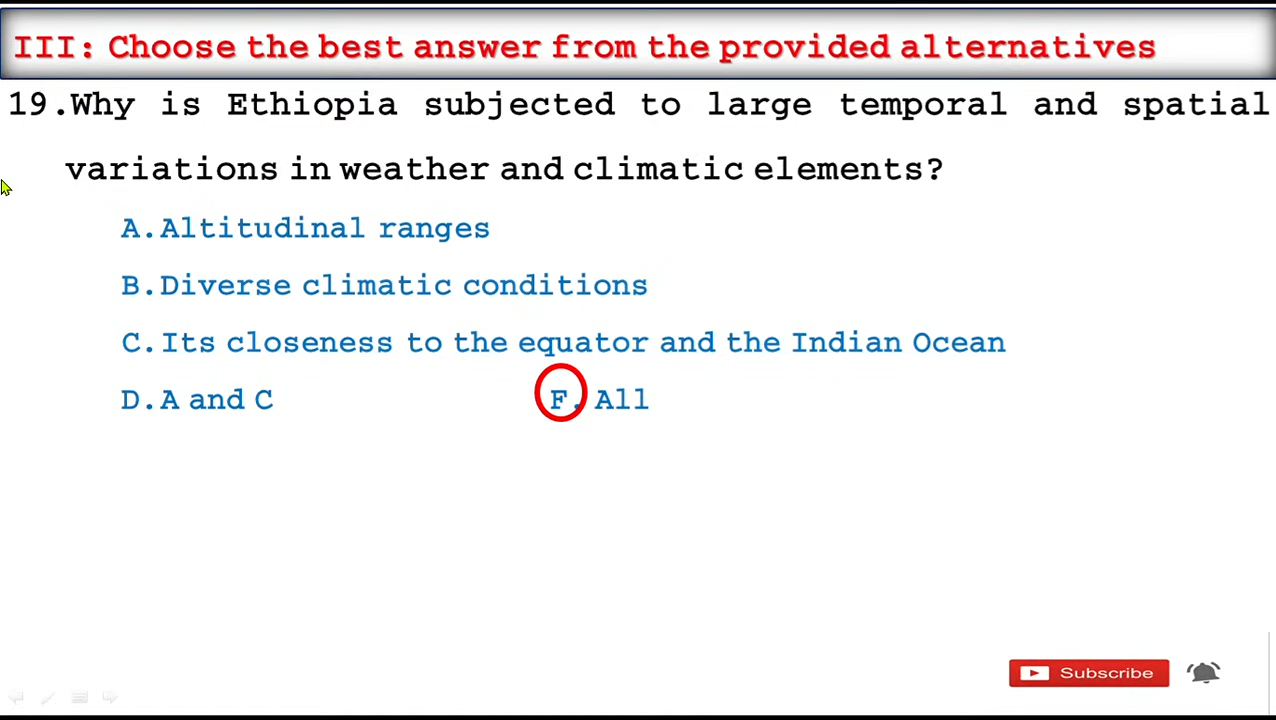 III: Choose the best answer from the provided alternatives
19.Why is Ethiopia subjected to large temporal and spatial
variations in weather and climatic elements?
A.Altitudinal ranges
B.Diverse climatic conditions
C.Its closeness to the equator and the Indian Ocean
D.A and C F. All
Subscribe